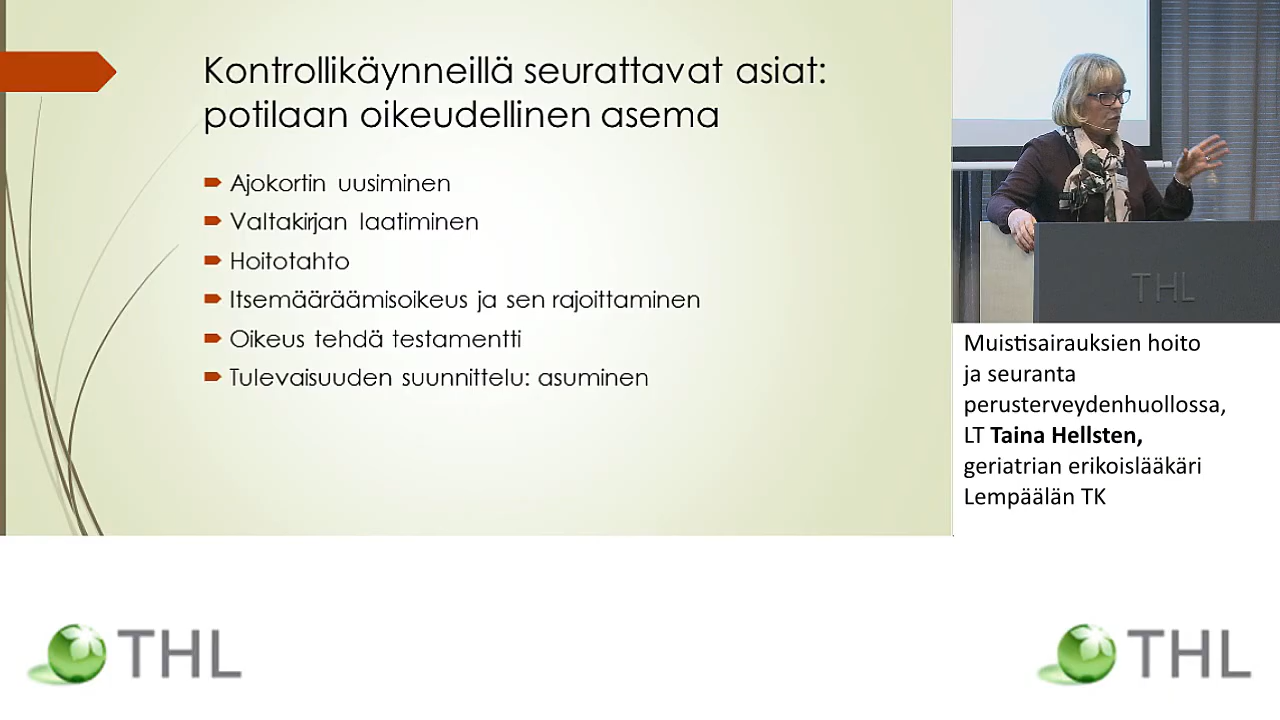 Kontrollikäynneillä seurattavat asiat:
potilaan oikeudellinen asema
Ajokortin uusiminen
Valtakirjan laatiminen
Hoitotahto
Itsemääräämisoikeus ja sen rajoittaminen
Oikeus tehdä testamentti
Tulevaisuuden suunnittelu: asuminen
THL
Muistisairauksien hoito
ja seuranta
perusterveydenhuollossa,
LT Taina Hellsten,
geriatrian erikoislääkäri
Lempäälän TK
THL
THL